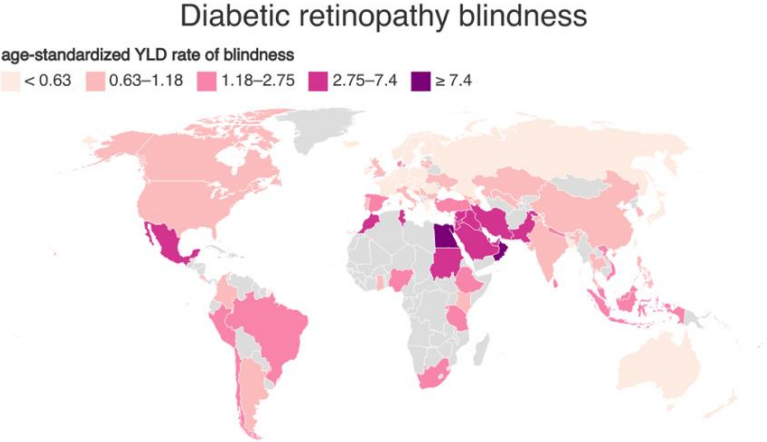 Diabetic retinopathy blindness
age-standardized YLD rate of blindness
< 0.63 0.63–1.18 1.18–2.75 2.75–7.4 ≥ 7.4